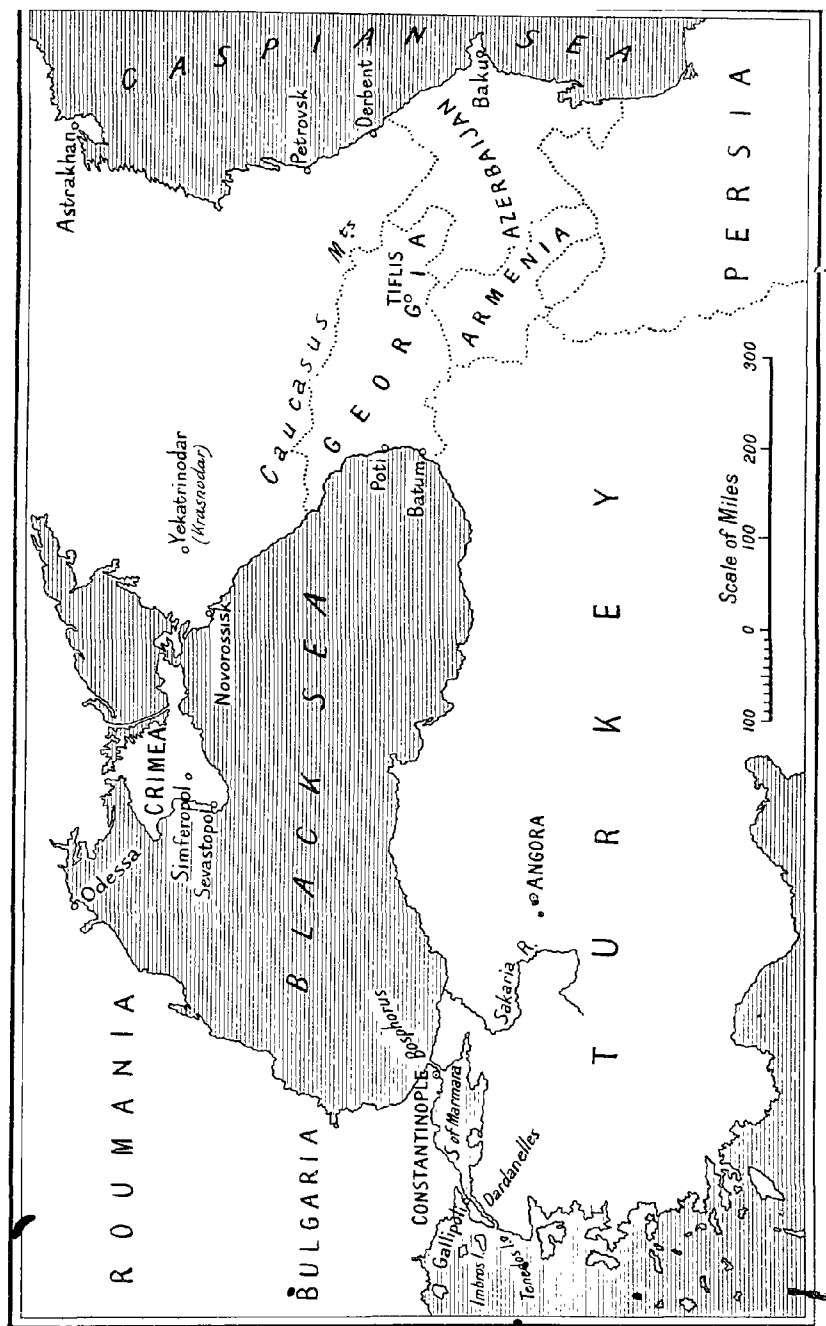 ROUMANIA
BULGARIA
Odessa
CRIMEA
Simferopol
Sevastopol
Novorossisk
Yekatrinodar
(Krasnodar)
Astrakhan
CASPIAN SEA
Petrovsk
Derbent
Baku
Caucasus Mts
BLACK SEA
GEORGIA
TIFLIS
Poti
Batum
AZERBAIJAN
ARMENIA
PERSIA
Bosphorus
CONSTANTINOPLE
S of Marmara
Gallipoli
Dardanelles
Imbros I.
Tenedos Iº
Sakaria R.
ANGORA
TURKEY
100 0 100 200 300
Scale of Miles